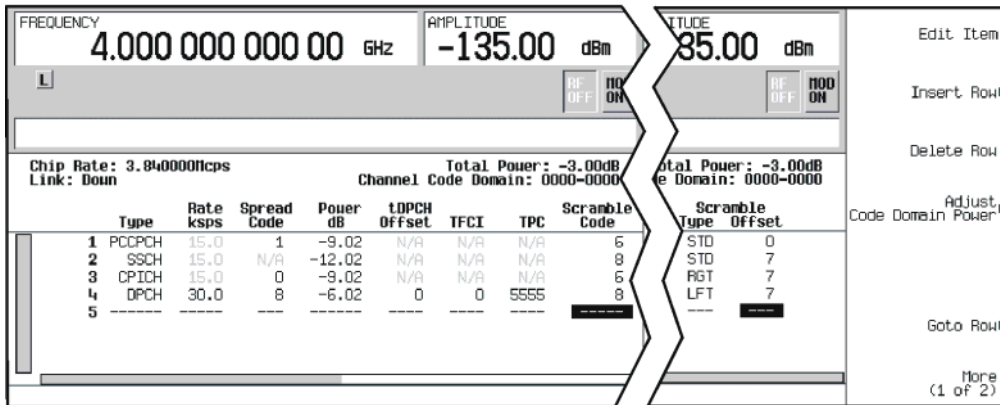 FREQUENCY
4.000 000 000 00 GHz
AMPLITUDE
-135.00 dBm
ITUDE
35.00 dBm
L
RF OFF
MO ON
RF OFF
MOD ON
Chip Rate: 3.840000Mcps
Total Power: -3.00dB
otal Power: -3.00dB
Link: Down
Channel Code Domain: 0000-0000
e Domain: 0000-0000
Type Rate ksps Spread Code Power dB tDPCH Offset TFCI TPC Scramble Code Scramble Type Offset
1 PCCPCH 15.0 1 -9.02 N/A N/A N/A 6 STD 0
2 SSCH 15.0 N/A -12.02 N/A N/A N/A 8 STD 7
3 CPICH 15.0 0 -9.02 N/A N/A N/A 6 RGT 7
4 DPCH 30.0 8 -6.02 0 0 5555 8 LFT 7
5 ------ ----- --- ------ ---- ---- ---- ----- --- ---
Edit Item
Insert Row
Delete Row
Adjust
Code Domain Power
Goto Row
More
(1 of 2)